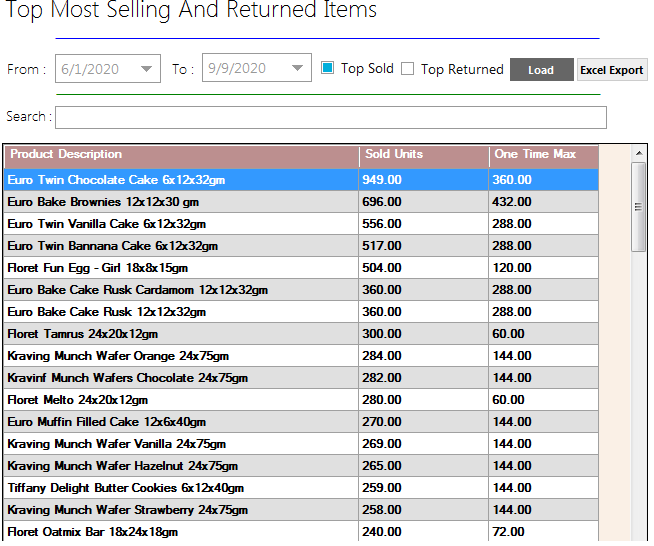 Top Most Selling And Returned Items
From : 6/1/2020 To : 9/9/2020 Top Sold Top Returned Load Excel Export
Search :
Product Description Sold Units One Time Max
Euro Twin Chocolate Cake 6x12x32gm 949.00 360.00
Euro Bake Brownies 12x12x30 gm 696.00 432.00
Euro Twin Vanilla Cake 6x12x32gm 556.00 288.00
Euro Twin Bannana Cake 6x12x32gm 517.00 288.00
Floret Fun Egg - Girl 18x8x15gm 504.00 120.00
Euro Bake Cake Rusk Cardamom 12x12x32gm 360.00 288.00
Euro Bake Cake Rusk 12x12x32gm 360.00 288.00
Floret Tamrus 24x20x12gm 300.00 60.00
Kraving Munch Wafer Orange 24x75gm 284.00 144.00
Kravinf Munch Wafers Chocolate 24x75gm 282.00 144.00
Floret Melto 24x20x12gm 280.00 60.00
Euro Muffin Filled Cake 12x6x40gm 270.00 144.00
Kraving Munch Wafer Vanilla 24x75gm 269.00 144.00
Kraving Munch Wafer Hazelnut 24x75gm 265.00 144.00
Tiffany Delight Butter Cookies 6x12x40gm 259.00 144.00
Kraving Munch Wafer Strawberry 24x75gm 258.00 144.00
Floret Oatmix Bar 18x24x18gm 240.00 72.00